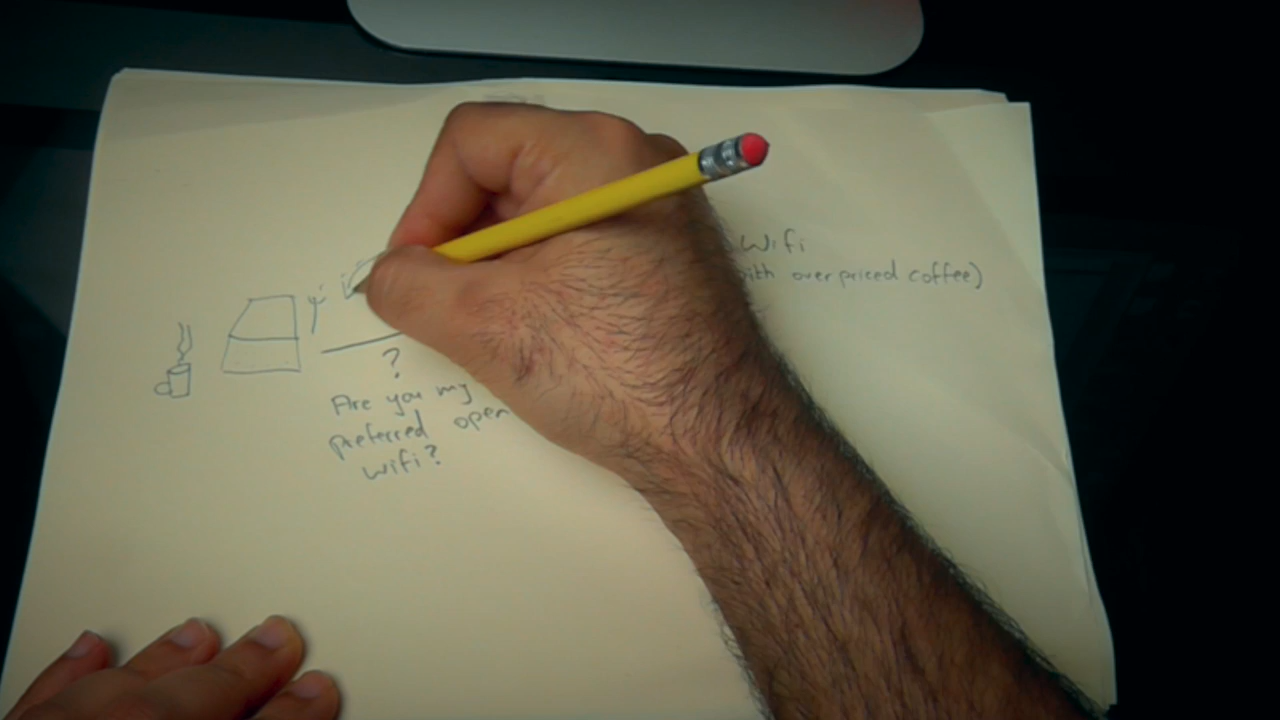 Wifi
with over priced coffee)
?
Are you my
preferred open
wifi?